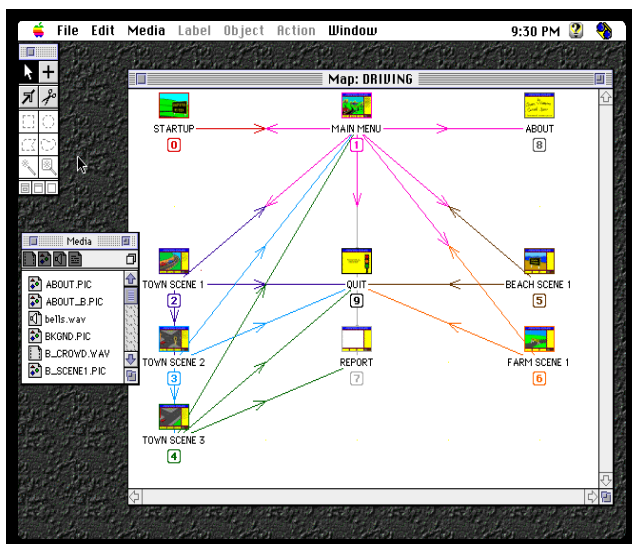 File Edit Media Label Object Action Window 9:30 PM
Map: DRIVING
STARTUP MAIN MENU ABOUT
0 1 8
Media
ABOUT.PIC
ABOUT_B.PIC
bells.wav
BKGND.PIC
B_CROWD.WAV
B_SCENE1.PIC
TOWN SCENE 1 QUIT BEACH SCENE 1
2 9 5
TOWN SCENE 2 REPORT FARM SCENE 1
3 7 6
TOWN SCENE 3
4